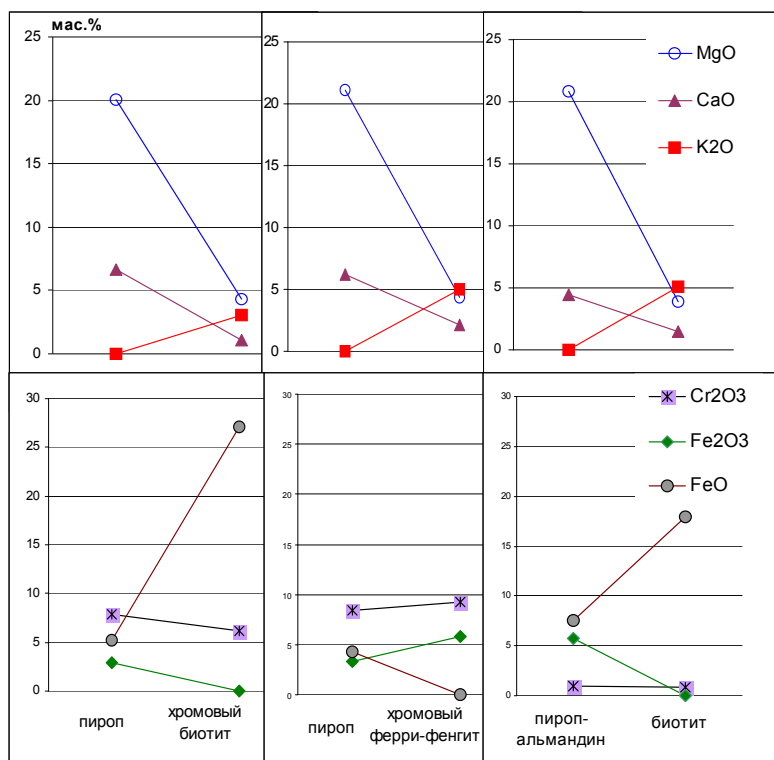 мас.%
25
20
15
10
5
0
25
20
15
10
5
0
25
20
15
10
5
0
MgO
CaO
K2O
30
25
20
15
10
5
0
пироп
хромовый
биотит
30
25
20
15
10
5
0
пироп
хромовый
ферри-фенгит
30
25
20
15
10
5
0
пироп-
альмандин
биотит
Cr2O3
Fe2O3
FeO